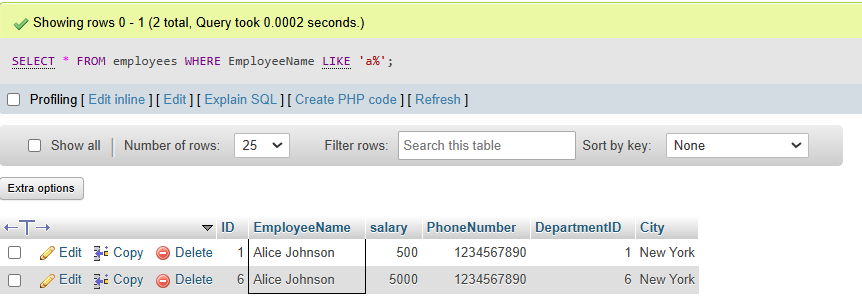 Showing rows 0 - 1 (2 total, Query took 0.0002 seconds.)
SELECT * FROM employees WHERE EmployeeName LIKE 'a%';
Profiling [ Edit inline ] [ Edit ] [ Explain SQL ] [ Create PHP code ] [ Refresh ]
Show all Number of rows: 25 Filter rows: Search this table Sort by key: None
Extra options
←T→ ID EmployeeName salary PhoneNumber DepartmentID City
Edit Copy Delete 1 Alice Johnson 500 1234567890 1 New York
Edit Copy Delete 6 Alice Johnson 5000 1234567890 6 New York